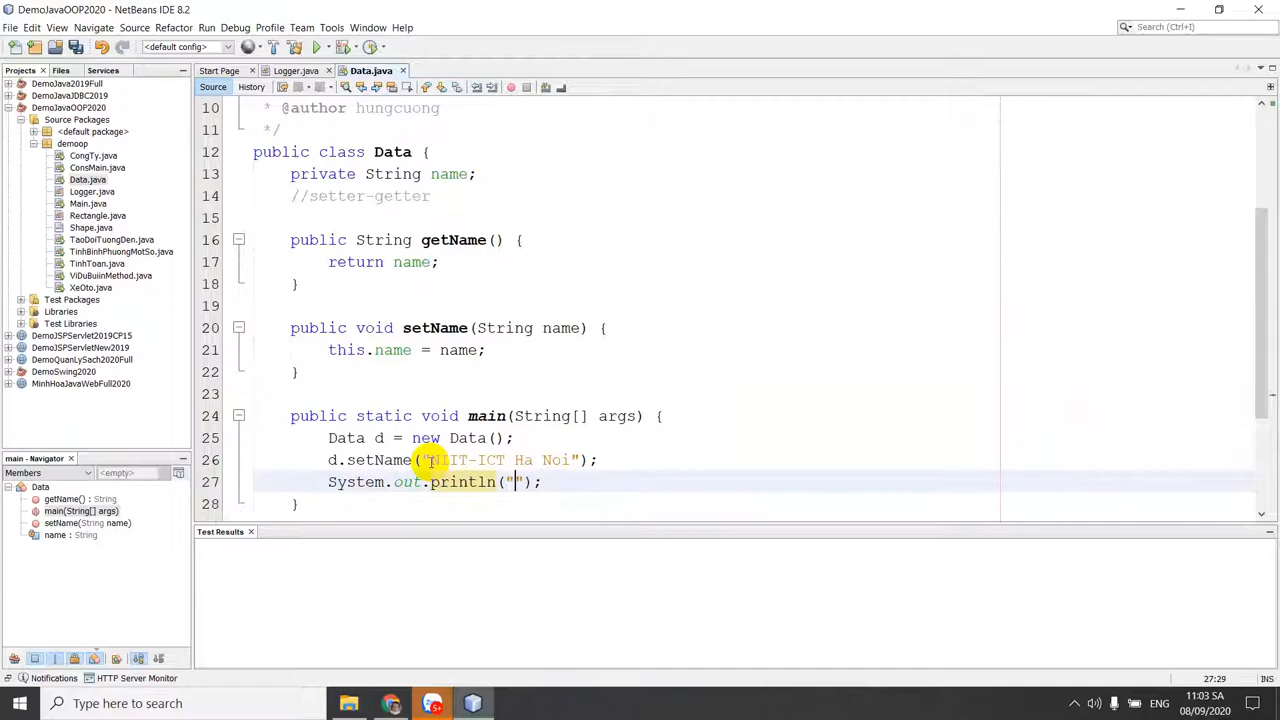 DemoJavaOOP2020 - NetBeans IDE 8.2
File Edit View Navigate Source Refactor Run Debug Profile Team Tools Window Help
Search (Ctrl+I)
<default config>
Projects Files Services
Start Page Logger.java Data.java
Source History
DemoJava2019Full
DemoJavaJDBC2019
DemoJavaOOP2020
Source Packages
<default package>
demoop
CongTy.java
ConsMain.java
Data.java
Logger.java
Main.java
Rectangle.java
Shape.java
TaoDoiTuongDen.java
TinhBinhPhuongMotSo.java
TinhToan.java
ViDuBuiinMethod.java
XeOto.java
Test Packages
Libraries
Test Libraries
DemoJSPServlet2019CP15
DemoJSPServletNew2019
DemoQuanLySach2020Full
DemoSwing2020
MinhHoaJavaWebFull2020
10 * @author hungcuong
11 */
12 public class Data {
13 private String name;
14 //setter-getter
15
16 public String getName() {
17 return name;
18 }
19
20 public void setName(String name) {
21 this.name = name;
22 }
23
24 public static void main(String[] args) {
25 Data d = new Data();
26 d.setName("NIIT-ICT Ha Noi");
27 System.out.println("");
28 }
main - Navigator
Members <empty>
Data
getName() : String
main(String[] args)
setName(String name)
name : String
Test Results
Notifications HTTP Server Monitor
27:29 INS
Type here to search
ENG
11:03 SA
08/09/2020